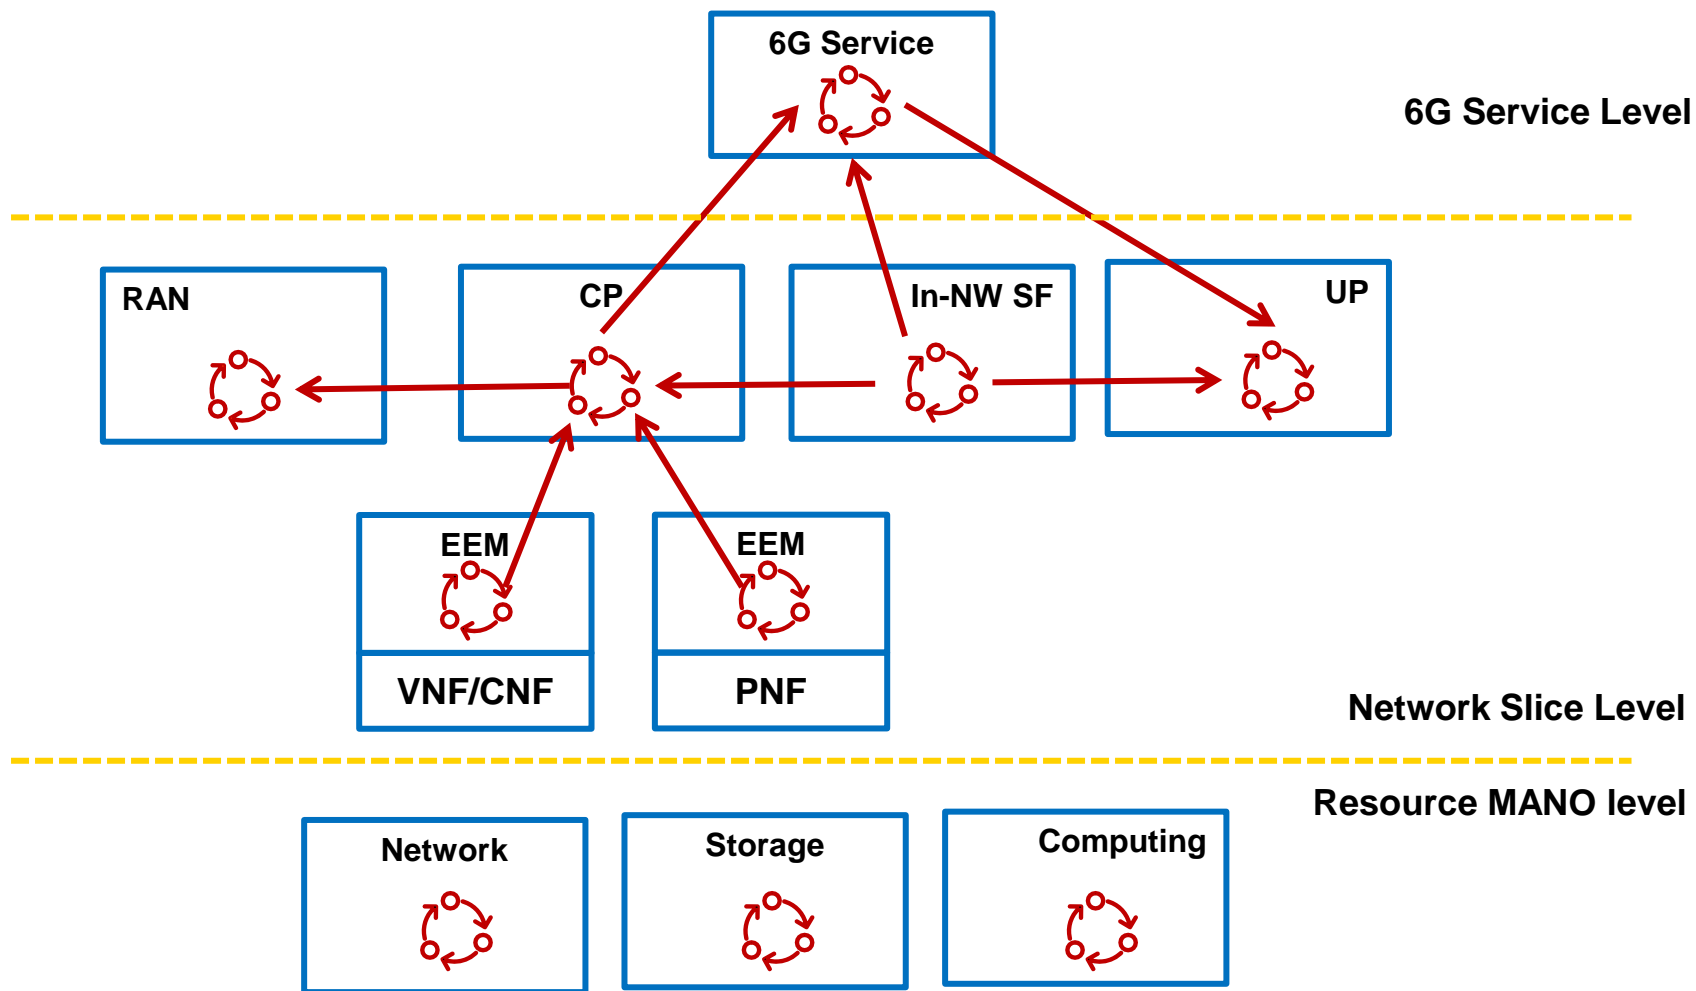 6G Service
6G Service Level
RAN
CP
In-NW SF
UP
EEM
EEM
VNF/CNF
PNF
Network Slice Level
Resource MANO level
Network
Storage
Computing